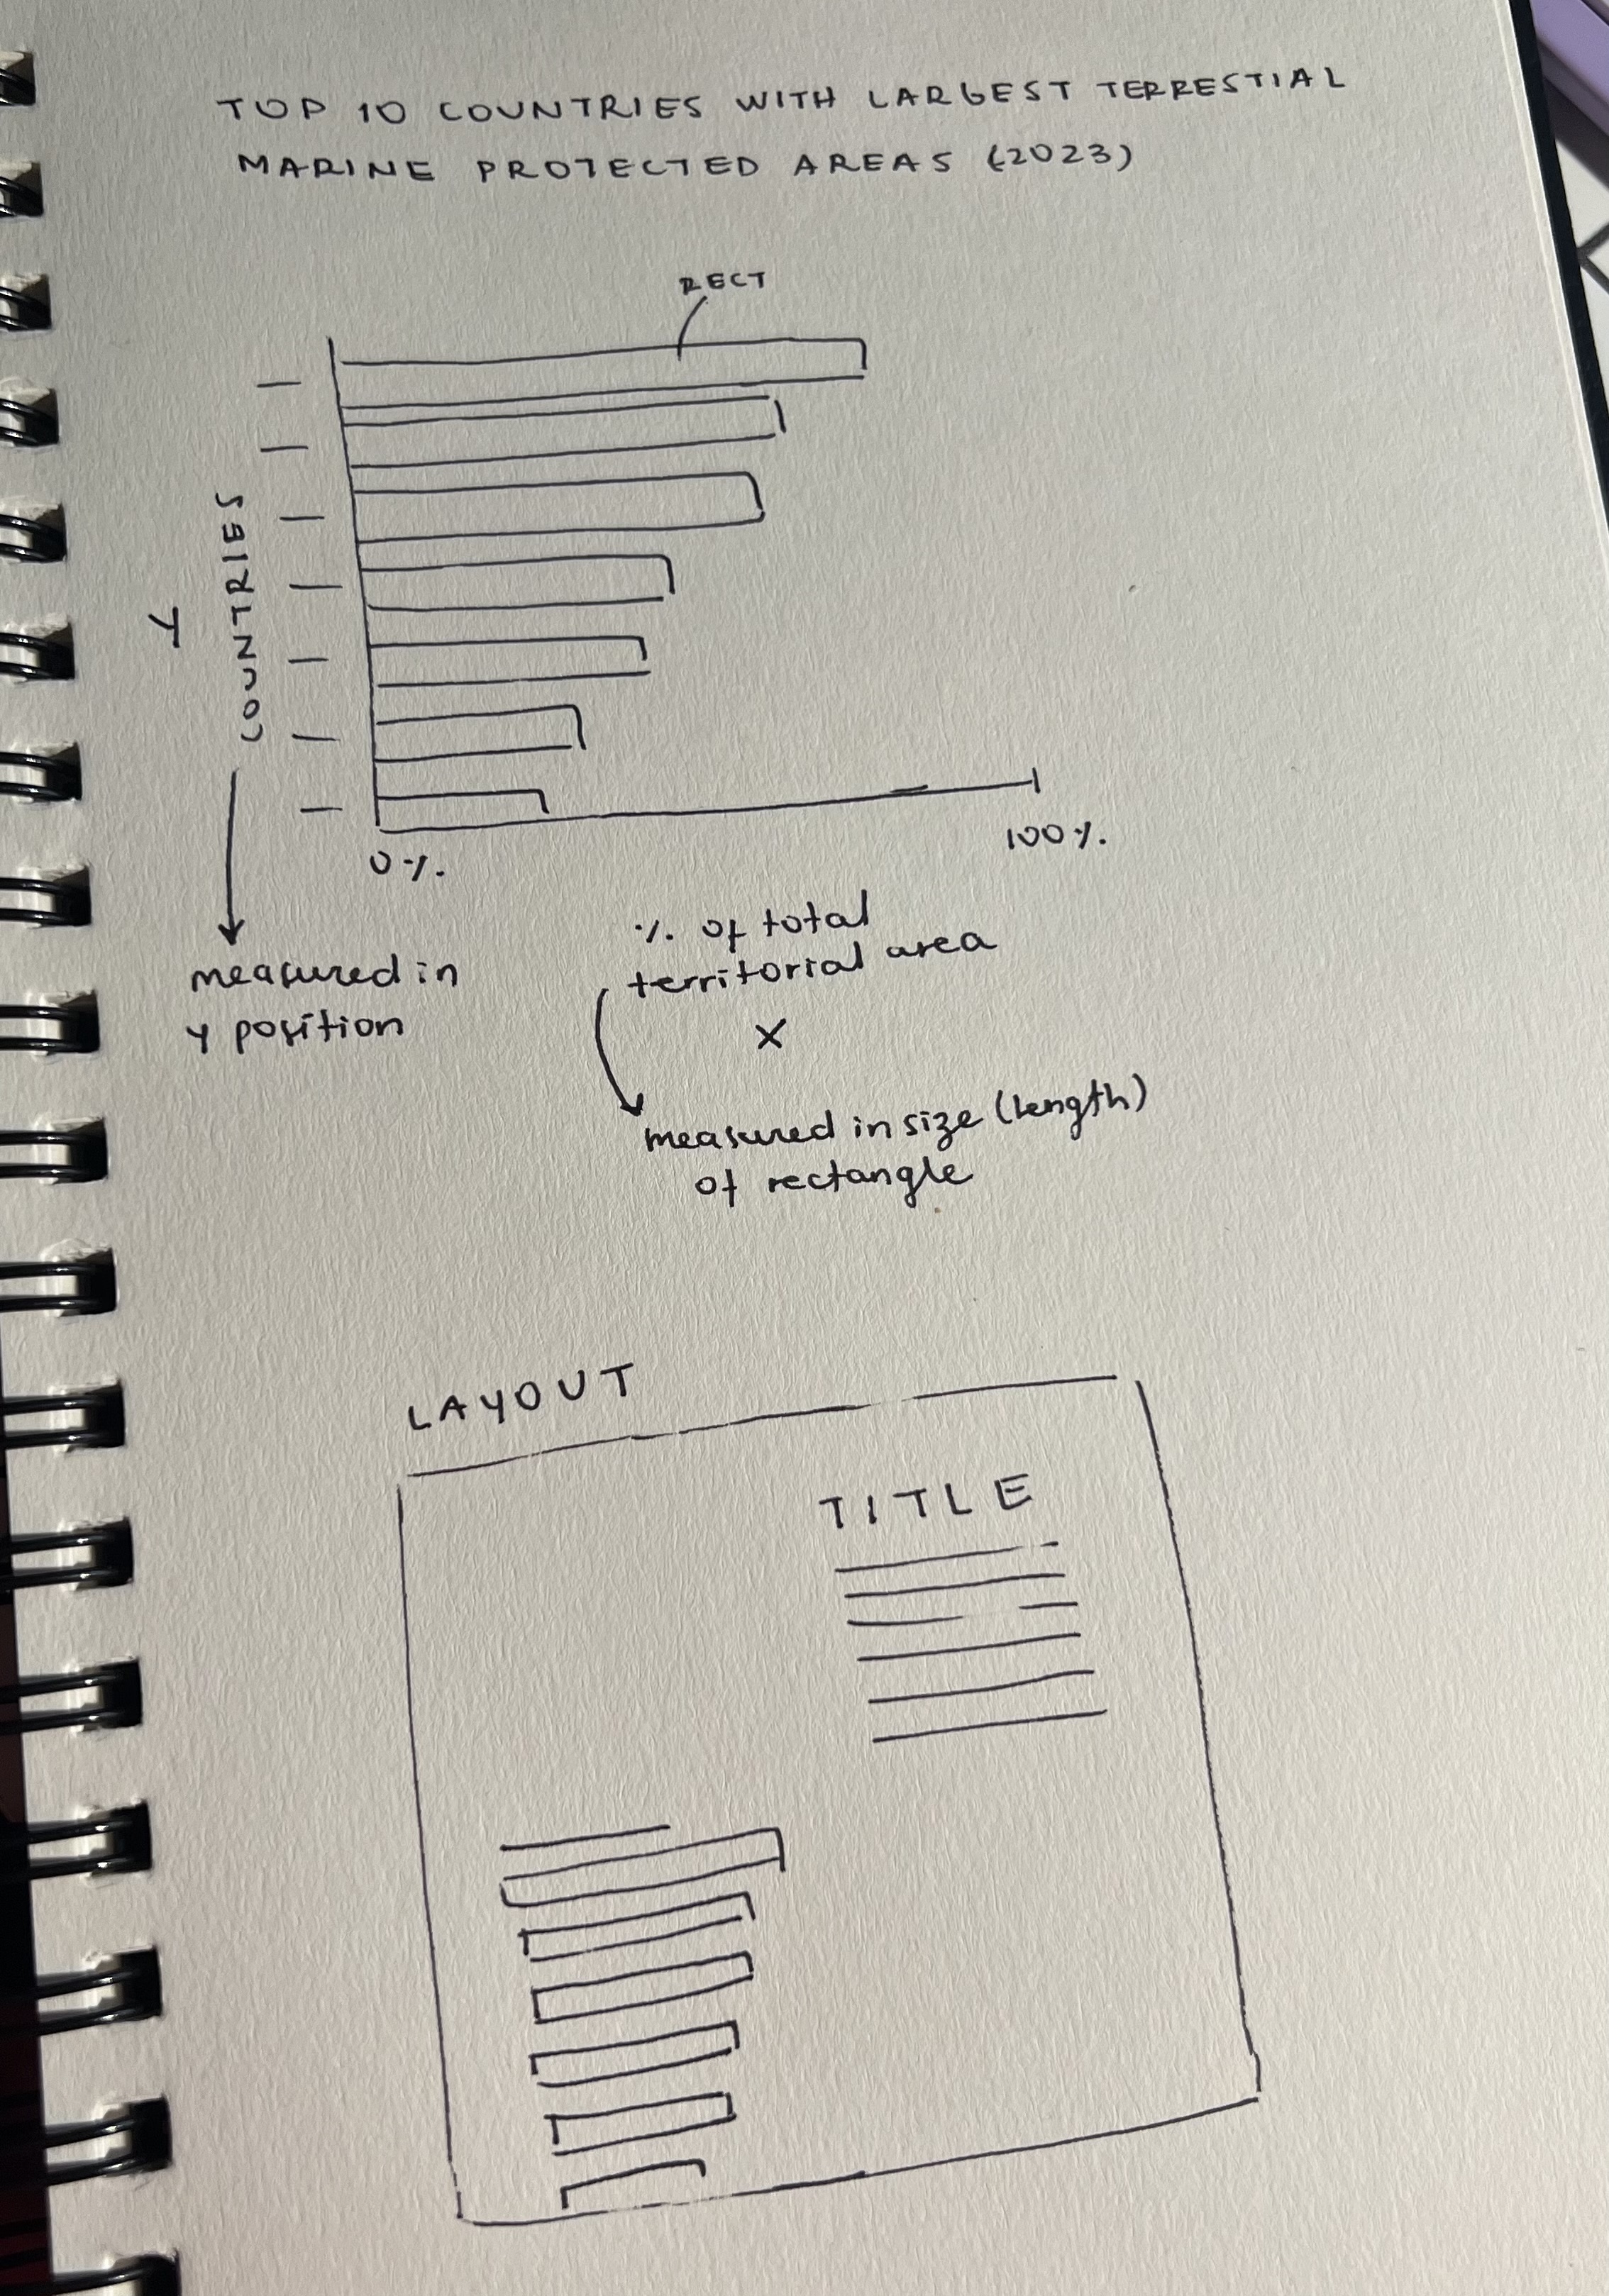 TOP 10 COUNTRIES WITH LARGEST TERRESTIAL
MARINE PROTECTED AREAS (2023)
RECT
Y
COUNTRIES
0%.
100%.
measured in
y position
%. of total
territorial area
X
measured in size (length)
of rectangle
LAYOUT
TITLE